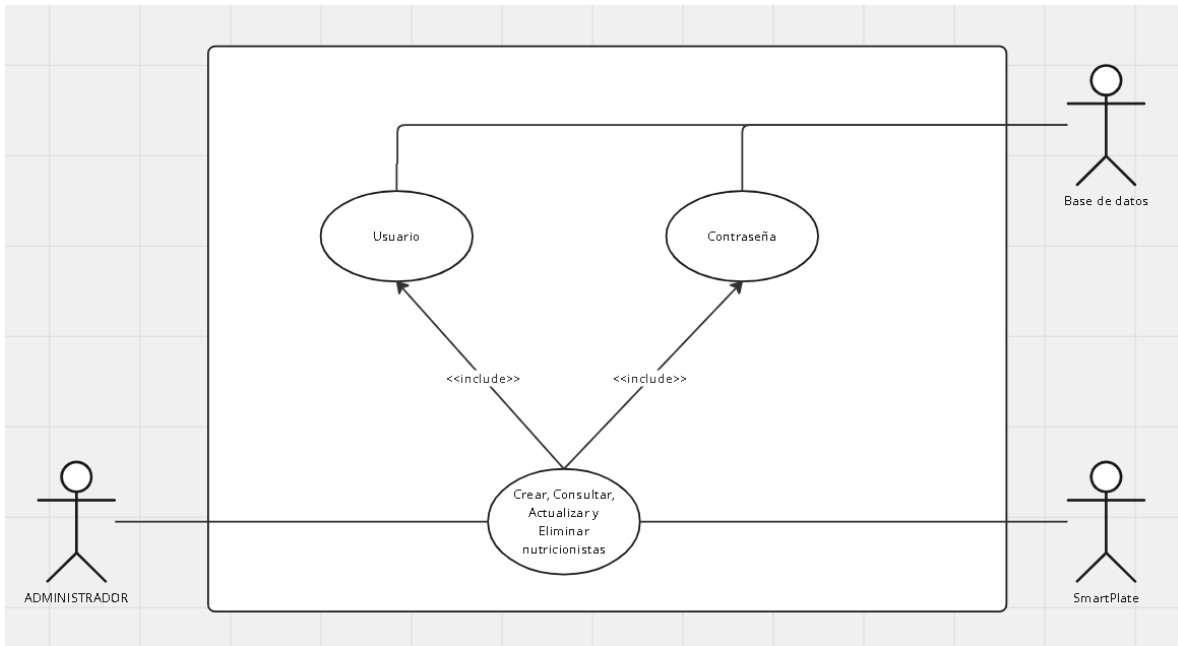 Base de datos
Usuario
Contraseña
<<include>>
<<include>>
Crear, Consultar,
Actualizar y
Eliminar
nutricionistas
ADMINISTRADOR
SmartPlate